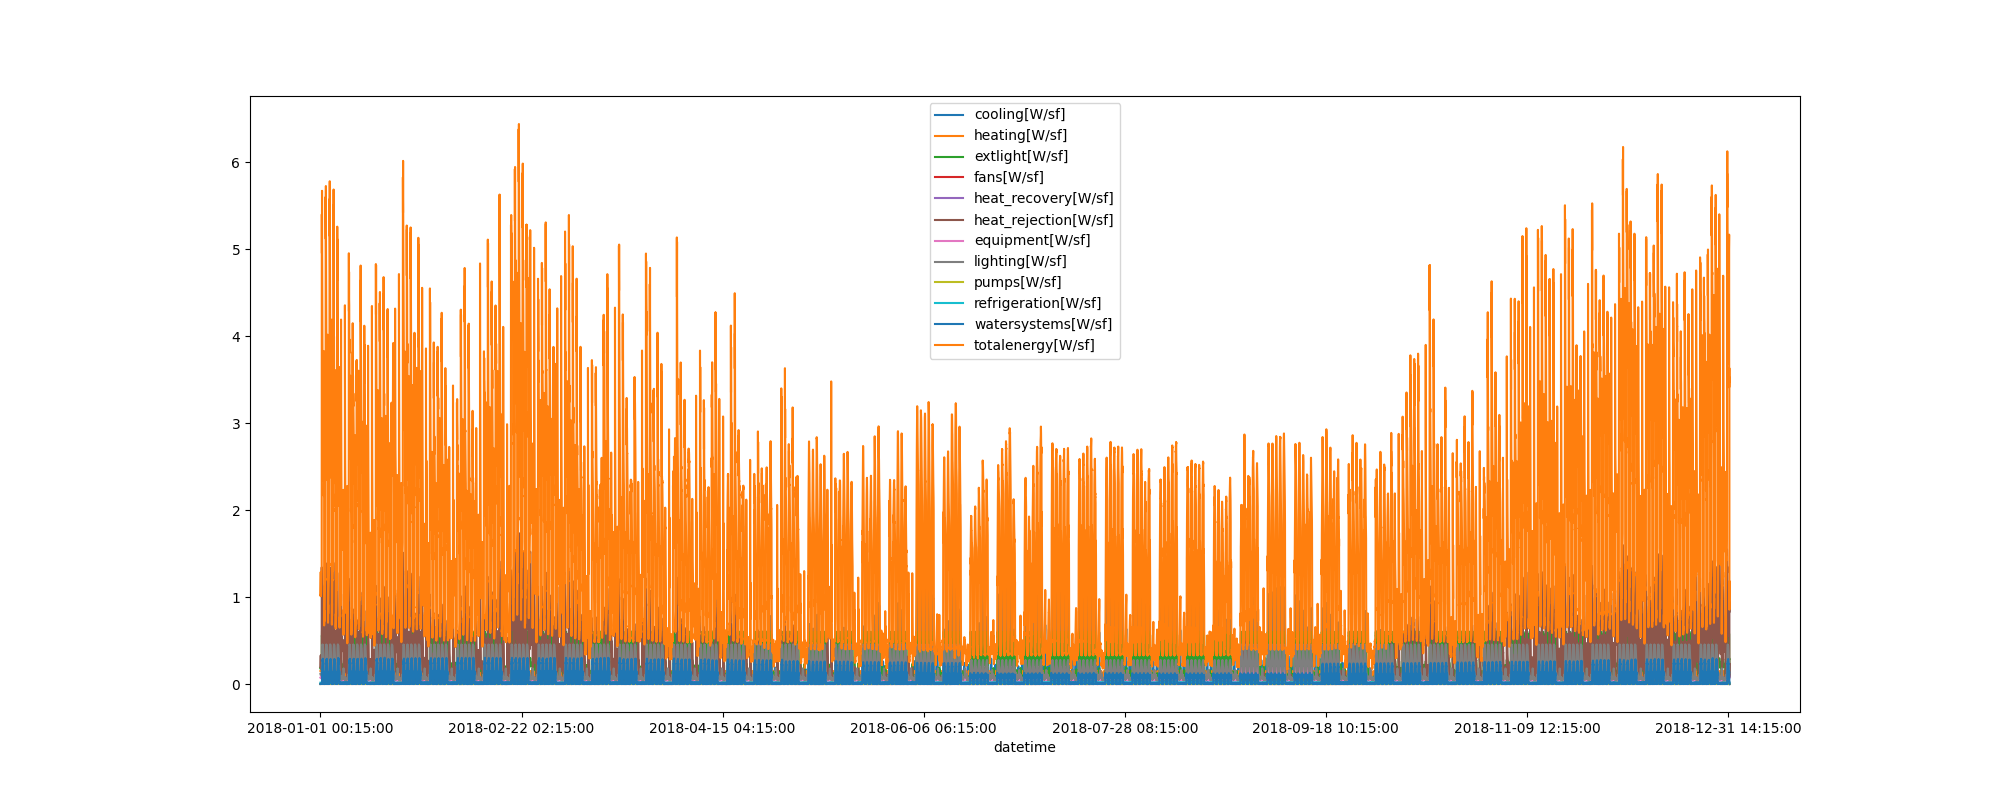 cooling[W/sf]
heating[W/sf]
extlight[W/sf]
fans[W/sf]
heat_recovery[W/sf]
heat_rejection[W/sf]
equipment[W/sf]
lighting[W/sf]
pumps[W/sf]
refrigeration[W/sf]
watersystems[W/sf]
totalenergy[W/sf]
6
5
4
3
2
1
0
2018-01-01 00:15:00 2018-02-22 02:15:00 2018-04-15 04:15:00 2018-06-06 06:15:00 2018-07-28 08:15:00 2018-09-18 10:15:00 2018-11-09 12:15:00 2018-12-31 14:15:00
datetime